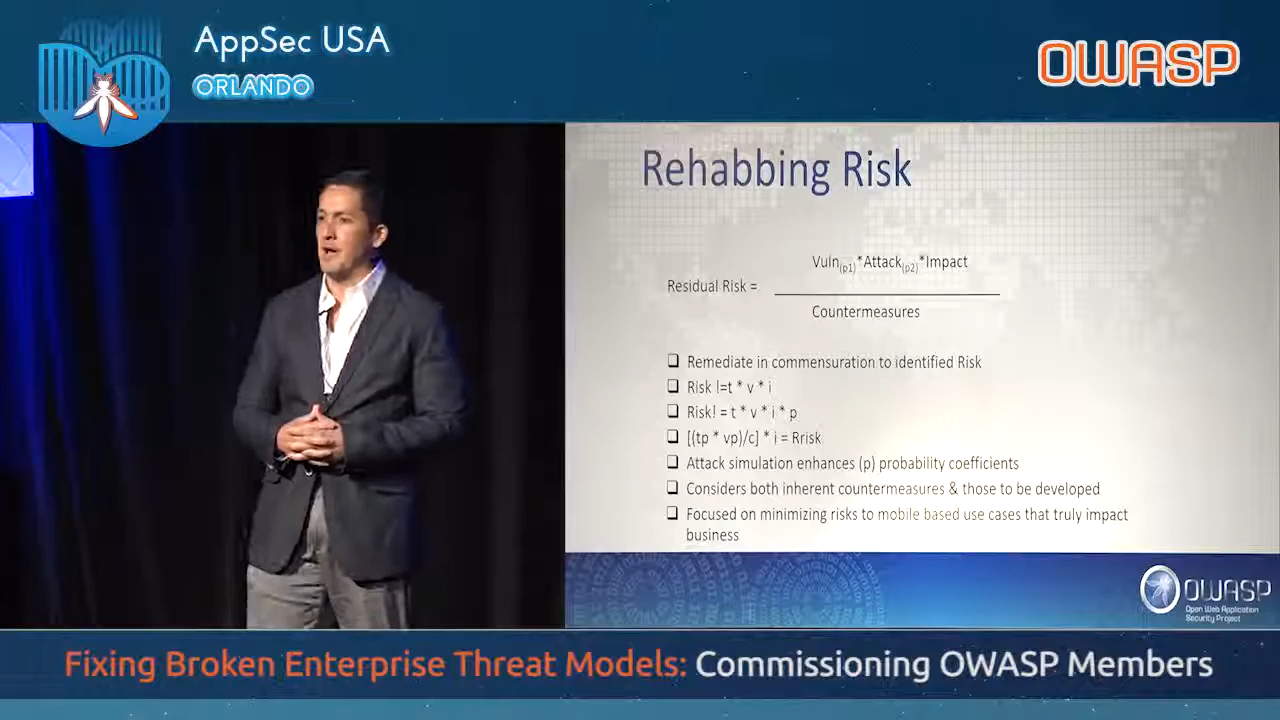 AppSec USA
ORLANDO
OWASP
Rehabbing Risk
Vuln(p1)*Attack(p2)*Impact
Residual Risk =
Countermeasures
❑ Remediate in commensuration to identified Risk
❑ Risk !=t * v * i
❑ Risk! = t * v * i * p
❑ [(tp * vp)/c] * i = Rrisk
❑ Attack simulation enhances (p) probability coefficients
❑ Considers both inherent countermeasures & those to be developed
❑ Focused on minimizing risks to mobile based use cases that truly impact
business
OWASP
Open Web Application
Security Project
Fixing Broken Enterprise Threat Models: Commissioning OWASP Members